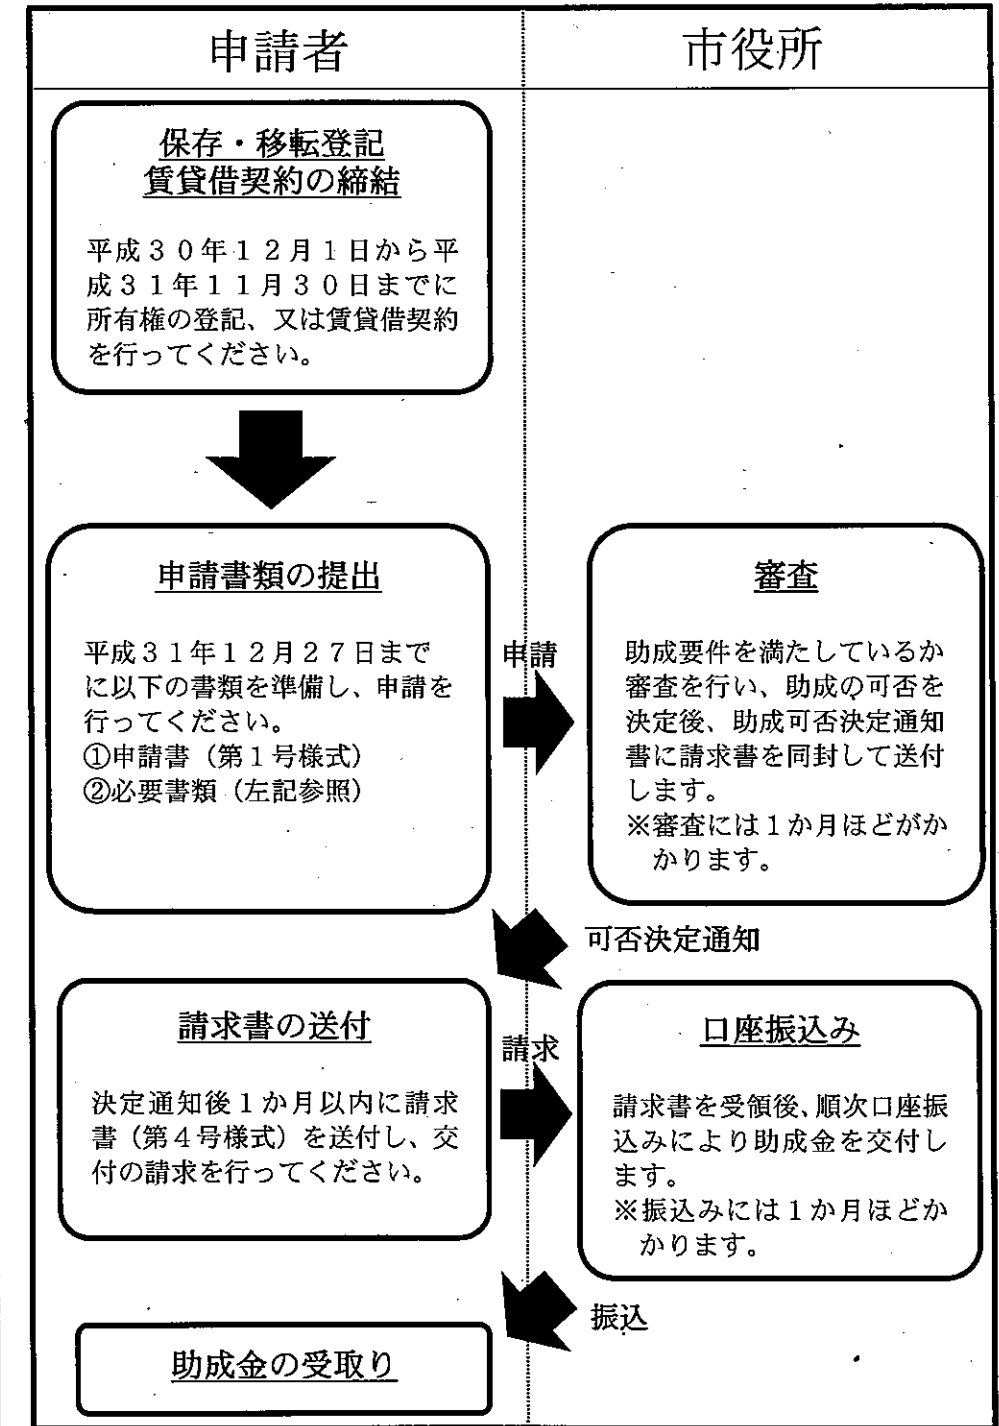 申請者
市役所
保存・移転登記
賃貸借契約の締結
平成30年12月1日から平
成31年11月30日までに
所有権の登記、又は賃貸借契約
を行ってください。
申請書類の提出
平成31年12月27日まで
に以下の書類を準備し、申請を
行ってください。
①申請書（第1号様式）
②必要書類（左記参照）
申請
審査
助成要件を満たしているか
審査を行い、助成の可否を
決定後、助成可否決定通知
書に請求書を同封して送付
します。
※審査には1か月ほどがか
かります。
可否決定通知
請求書の送付
決定通知後1か月以内に請求
書（第4号様式）を送付し、交
付の請求を行ってください。
請求
口座振込み
請求書を受領後、順次口座振
込みにより助成金を交付し
ます。
※振込みには1か月ほどか
かります。
振込
助成金の受取り